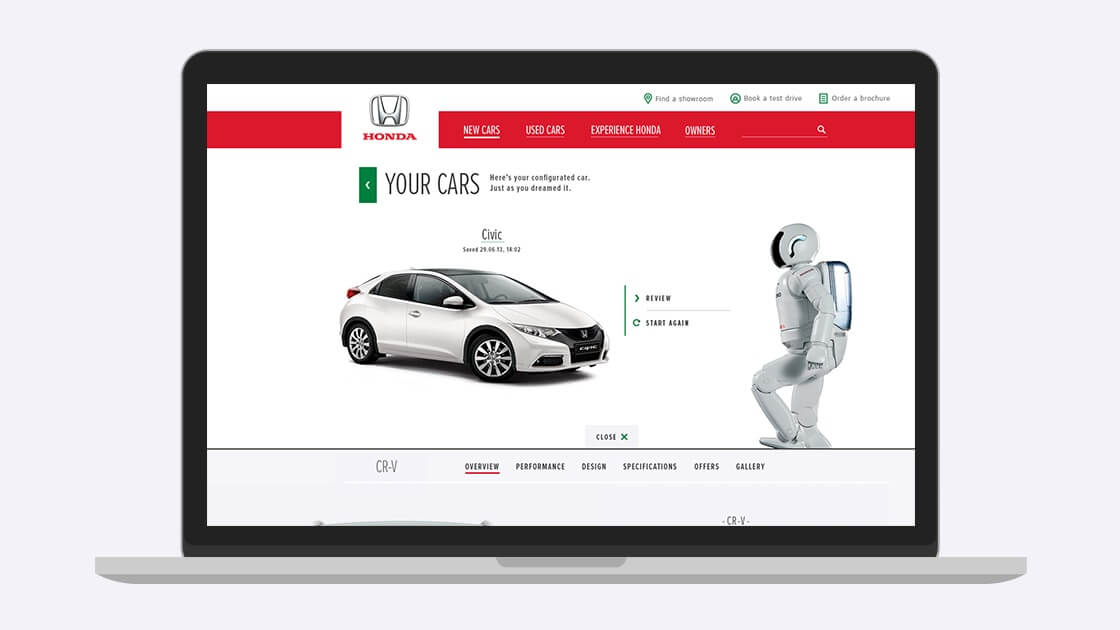 Find a showroom
Book a test drive
Order a brochure
HONDA
NEW CARS
USED CARS
EXPERIENCE HONDA
OWNERS
YOUR CARS
Here's your configurated car.
Just as you dreamed it.
Civic
Saved 29.06.13, 14:02
CIVIC
REVIEW
START AGAIN
CLOSE
CR-V
OVERVIEW
PERFORMANCE
DESIGN
SPECIFICATIONS
OFFERS
GALLERY
- CR-V -